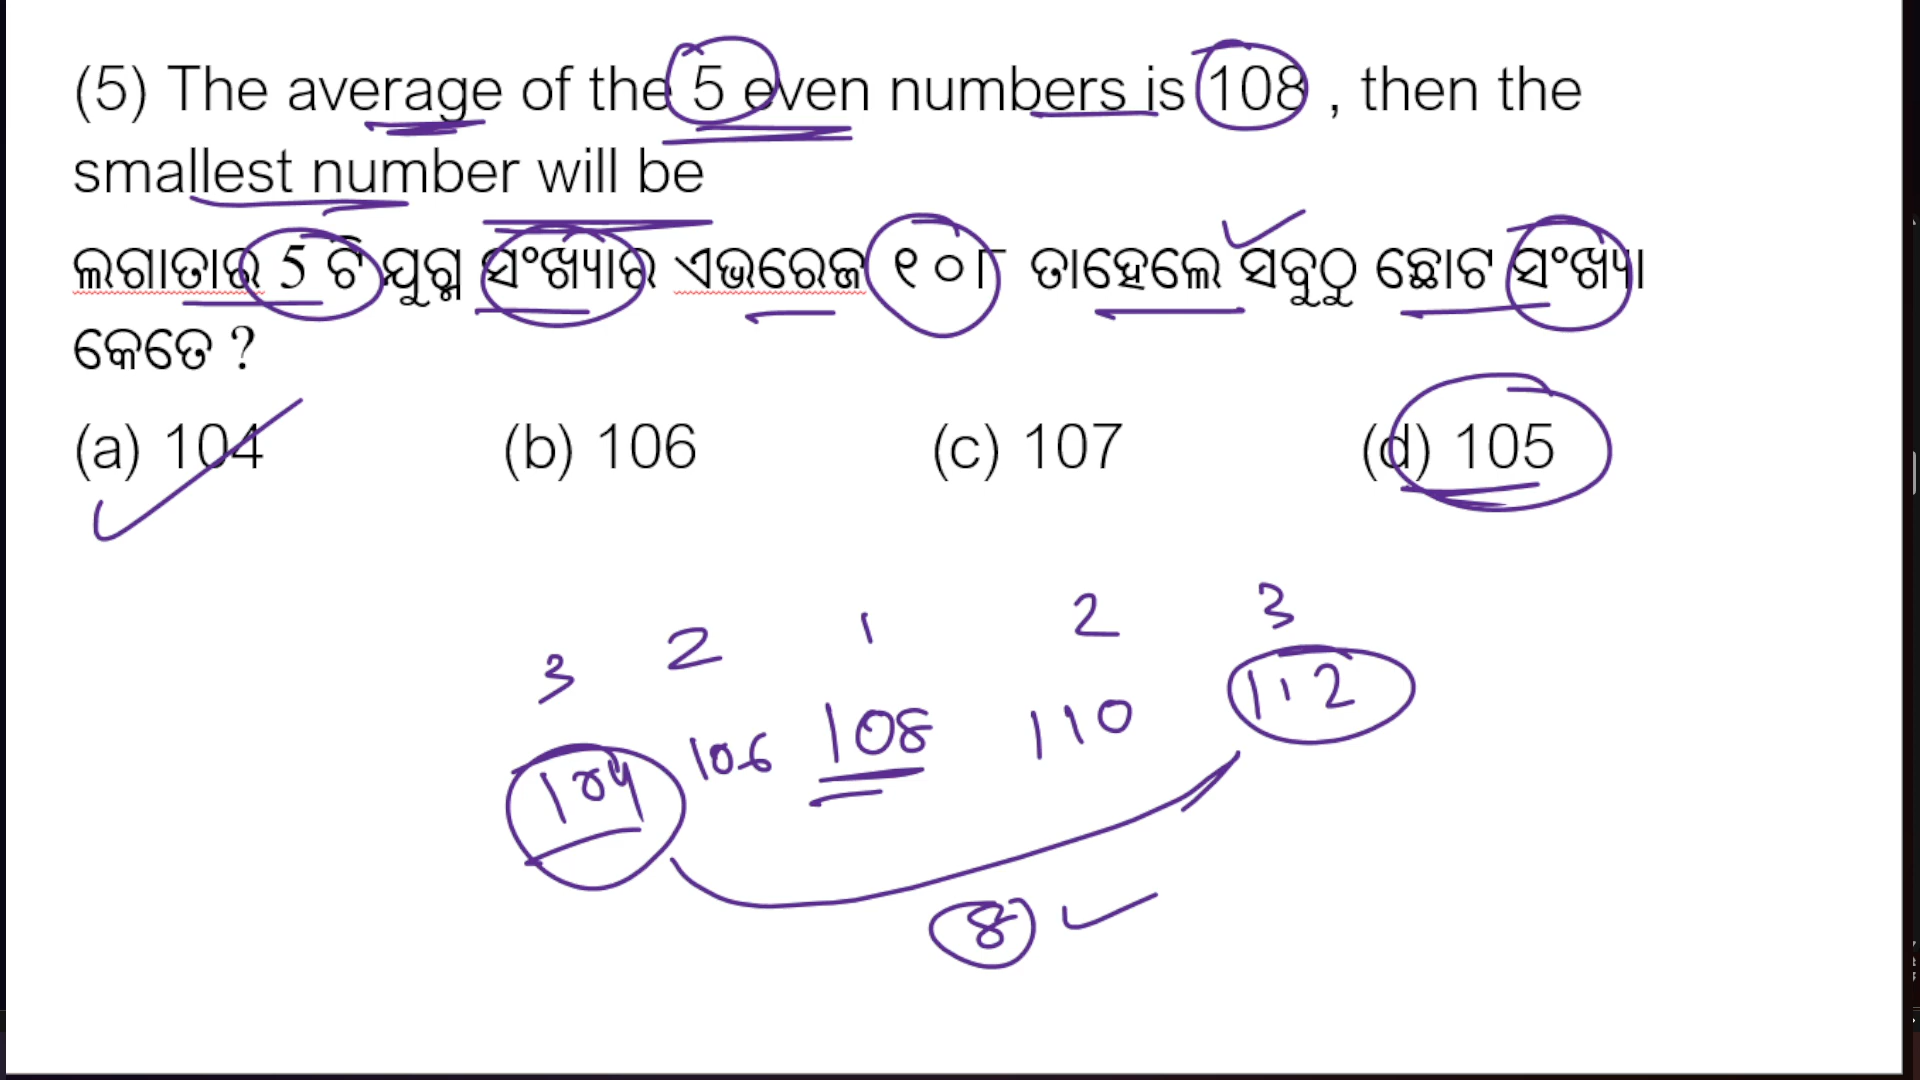 (5) The average of the 5 even numbers is 108 , then the
smallest number will be
ଲଗାତାର 5 ଟି ଯୁଗ୍ମ ସଂଖ୍ୟାର ଏଭରେଜ ୧୦୮ ତାହେଲେ ସବୁଠୁ ଛୋଟ ସଂଖ୍ୟା
କେତେ ?
(a) 104 (b) 106 (c) 107 (d) 105
3 2 1 2 3
104 106 108 110 112
8